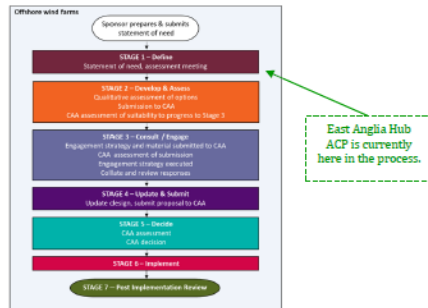 Offshore wind farms
Sponsor prepares & submits
statement of need
STAGE 1 – Define
Statement of need, assessment meeting
STAGE 2 – Develop & Assess
Qualitative assessment of options
Submission to CAA
CAA assessment of suitability to progress to Stage 3
STAGE 3 – Consult / Engage
Engagement strategy and material submitted to CAA
CAA assessment of submission
Engagement strategy executed
Collate and review responses
STAGE 4 – Update & Submit
Update design, submit proposal to CAA
STAGE 5 – Decide
CAA assessment
CAA decision
STAGE 6 – Implement
STAGE 7 – Post Implementation Review
East Anglia Hub
ACP is currently
here in the process.